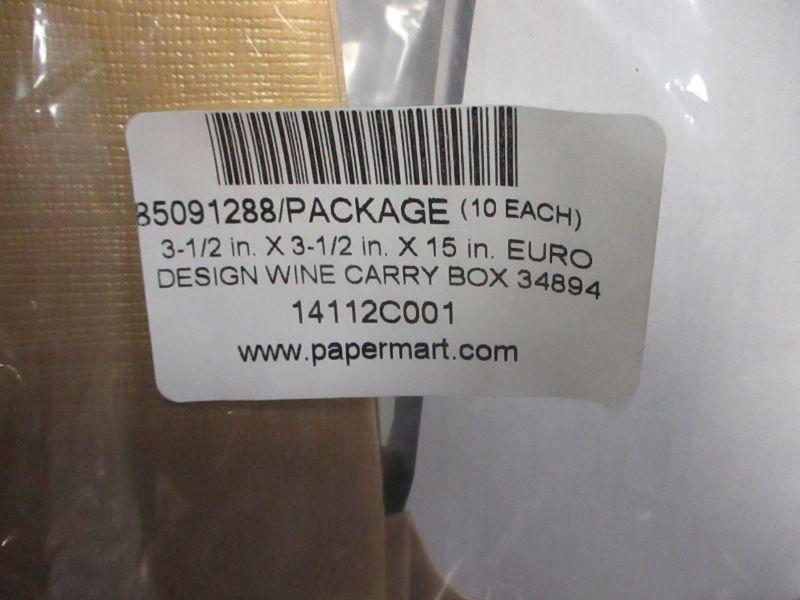 85091288/PACKAGE (10 EACH)
3-1/2 in. X 3-1/2 in. X 15 in. EURO
DESIGN WINE CARRY BOX 34894
14112C001
www.papermart.com